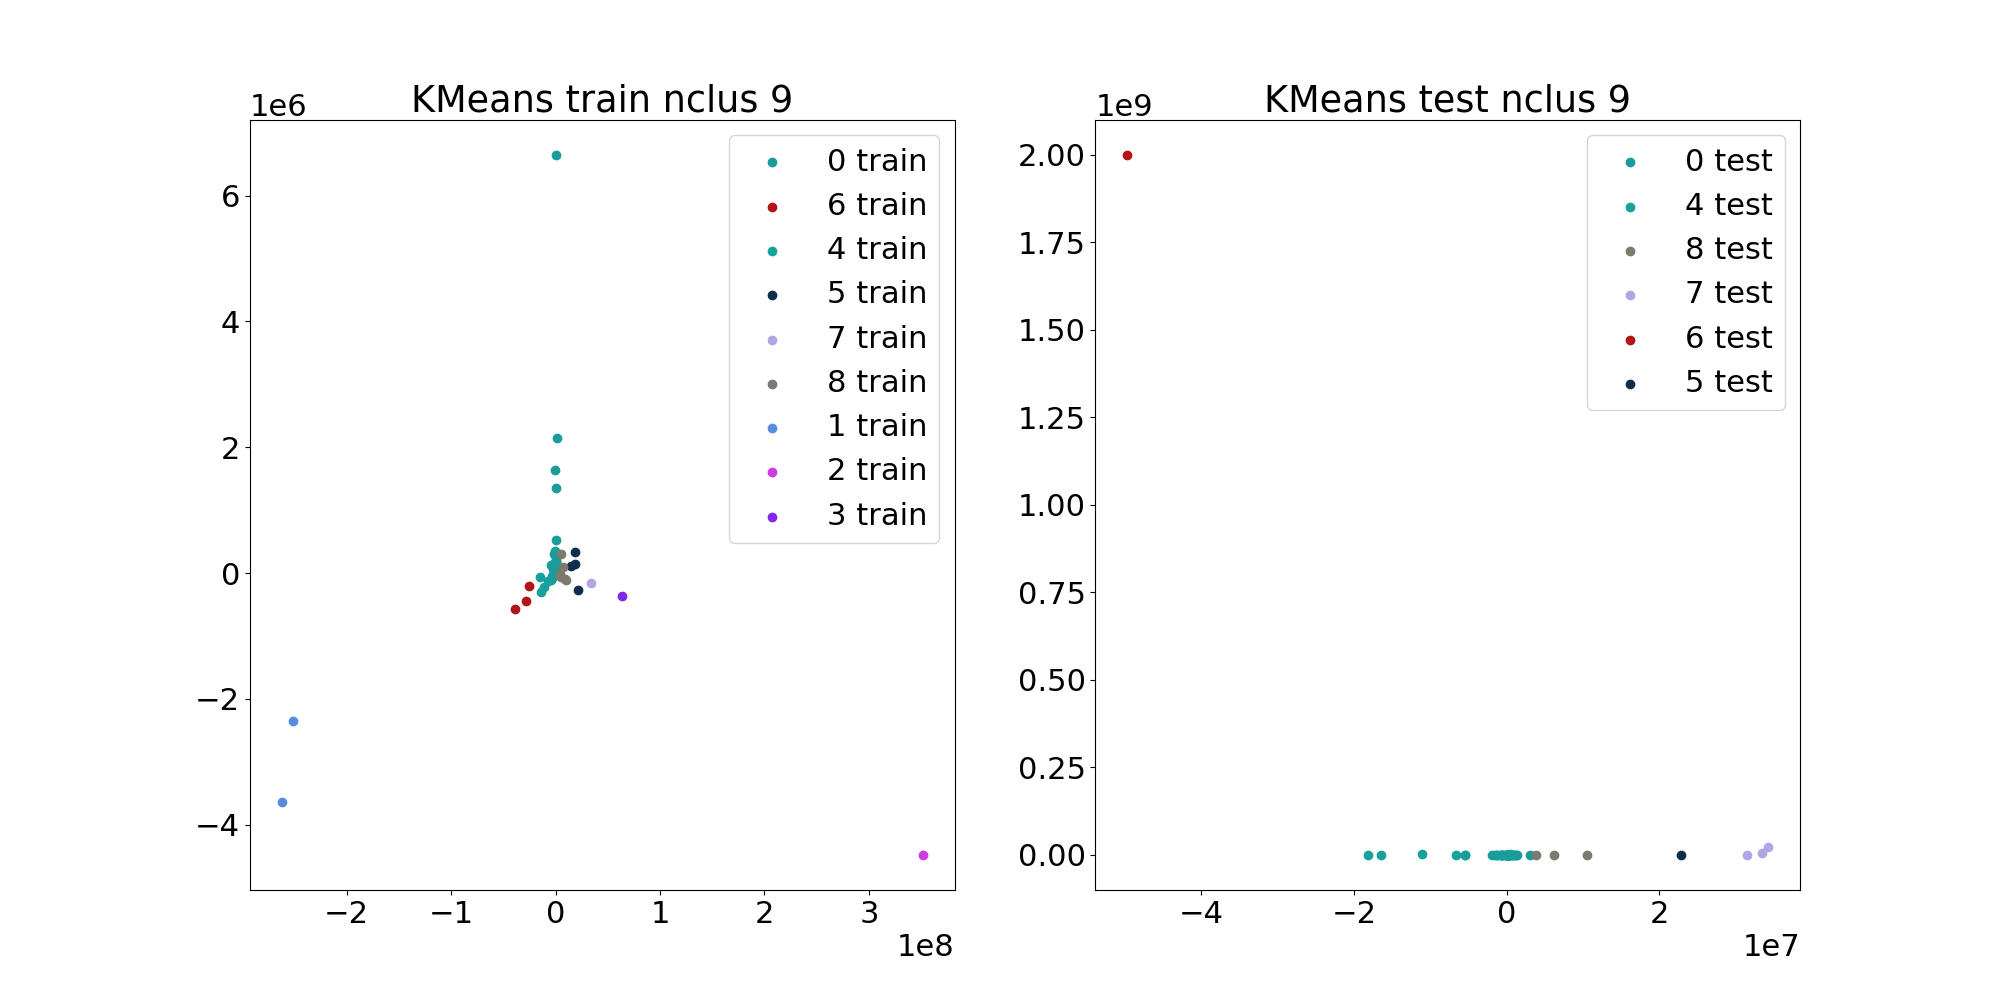 KMeans train nclus 9
1e6
6
4
2
0
−2
−4
−2
−1
0
1
2
3
1e8
0 train
6 train
4 train
5 train
7 train
8 train
1 train
2 train
3 train
KMeans test nclus 9
1e9
2.00
1.75
1.50
1.25
1.00
0.75
0.50
0.25
0.00
−4
−2
0
2
1e7
0 test
4 test
8 test
7 test
6 test
5 test